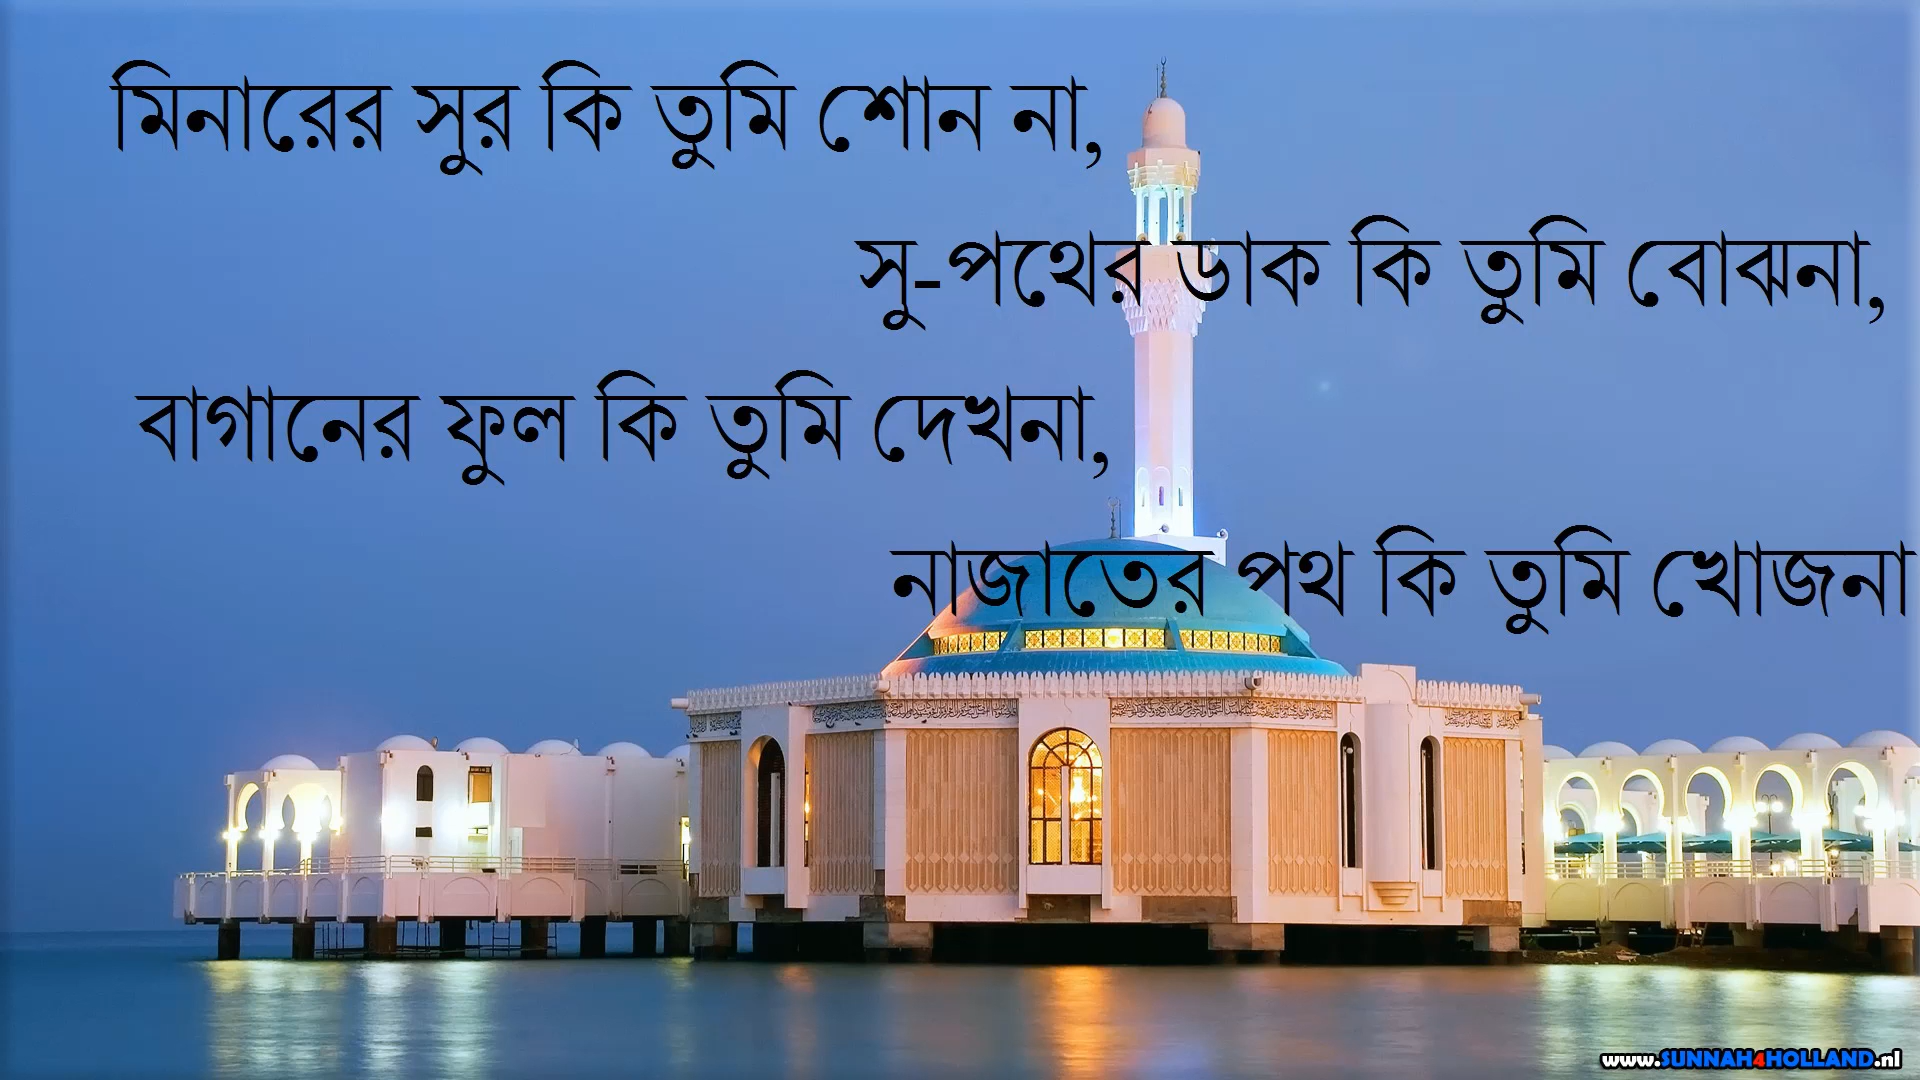 মিনারের সুর কি তুমি শোন না,
সু-পথের ডাক কি তুমি বোঝনা,
বাগানের ফুল কি তুমি দেখনা,
নাজাতের পথ কি তুমি খোজনা
www.SUNNAH4HOLLAND.nl